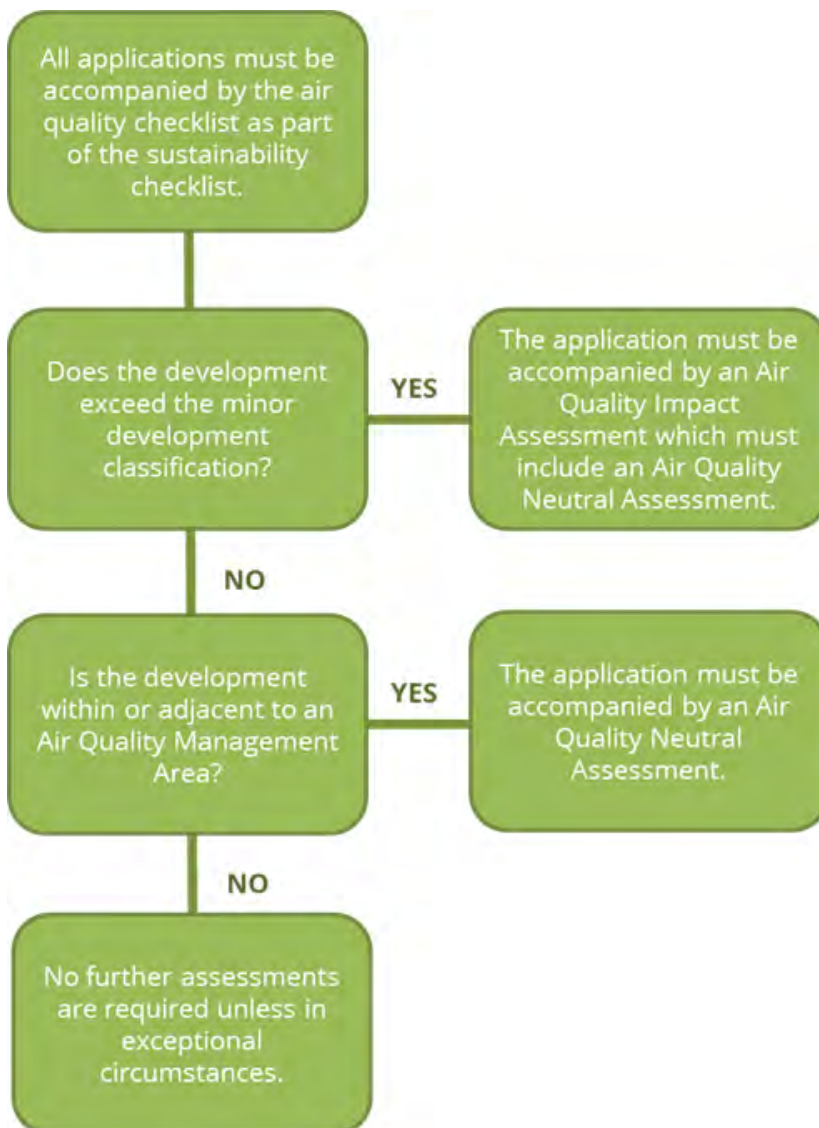 All applications must be
accompanied by the air
quality checklist as part
of the sustainability
checklist.
Does the development
exceed the minor
development
classification?
YES
The application must be
accompanied by an Air
Quality Impact
Assessment which must
include an Air Quality
Neutral Assessment.
NO
Is the development
within or adjacent to an
Air Quality Management
Area?
YES
The application must be
accompanied by an Air
Quality Neutral
Assessment.
NO
No further assessments
are required unless in
exceptional
circumstances.